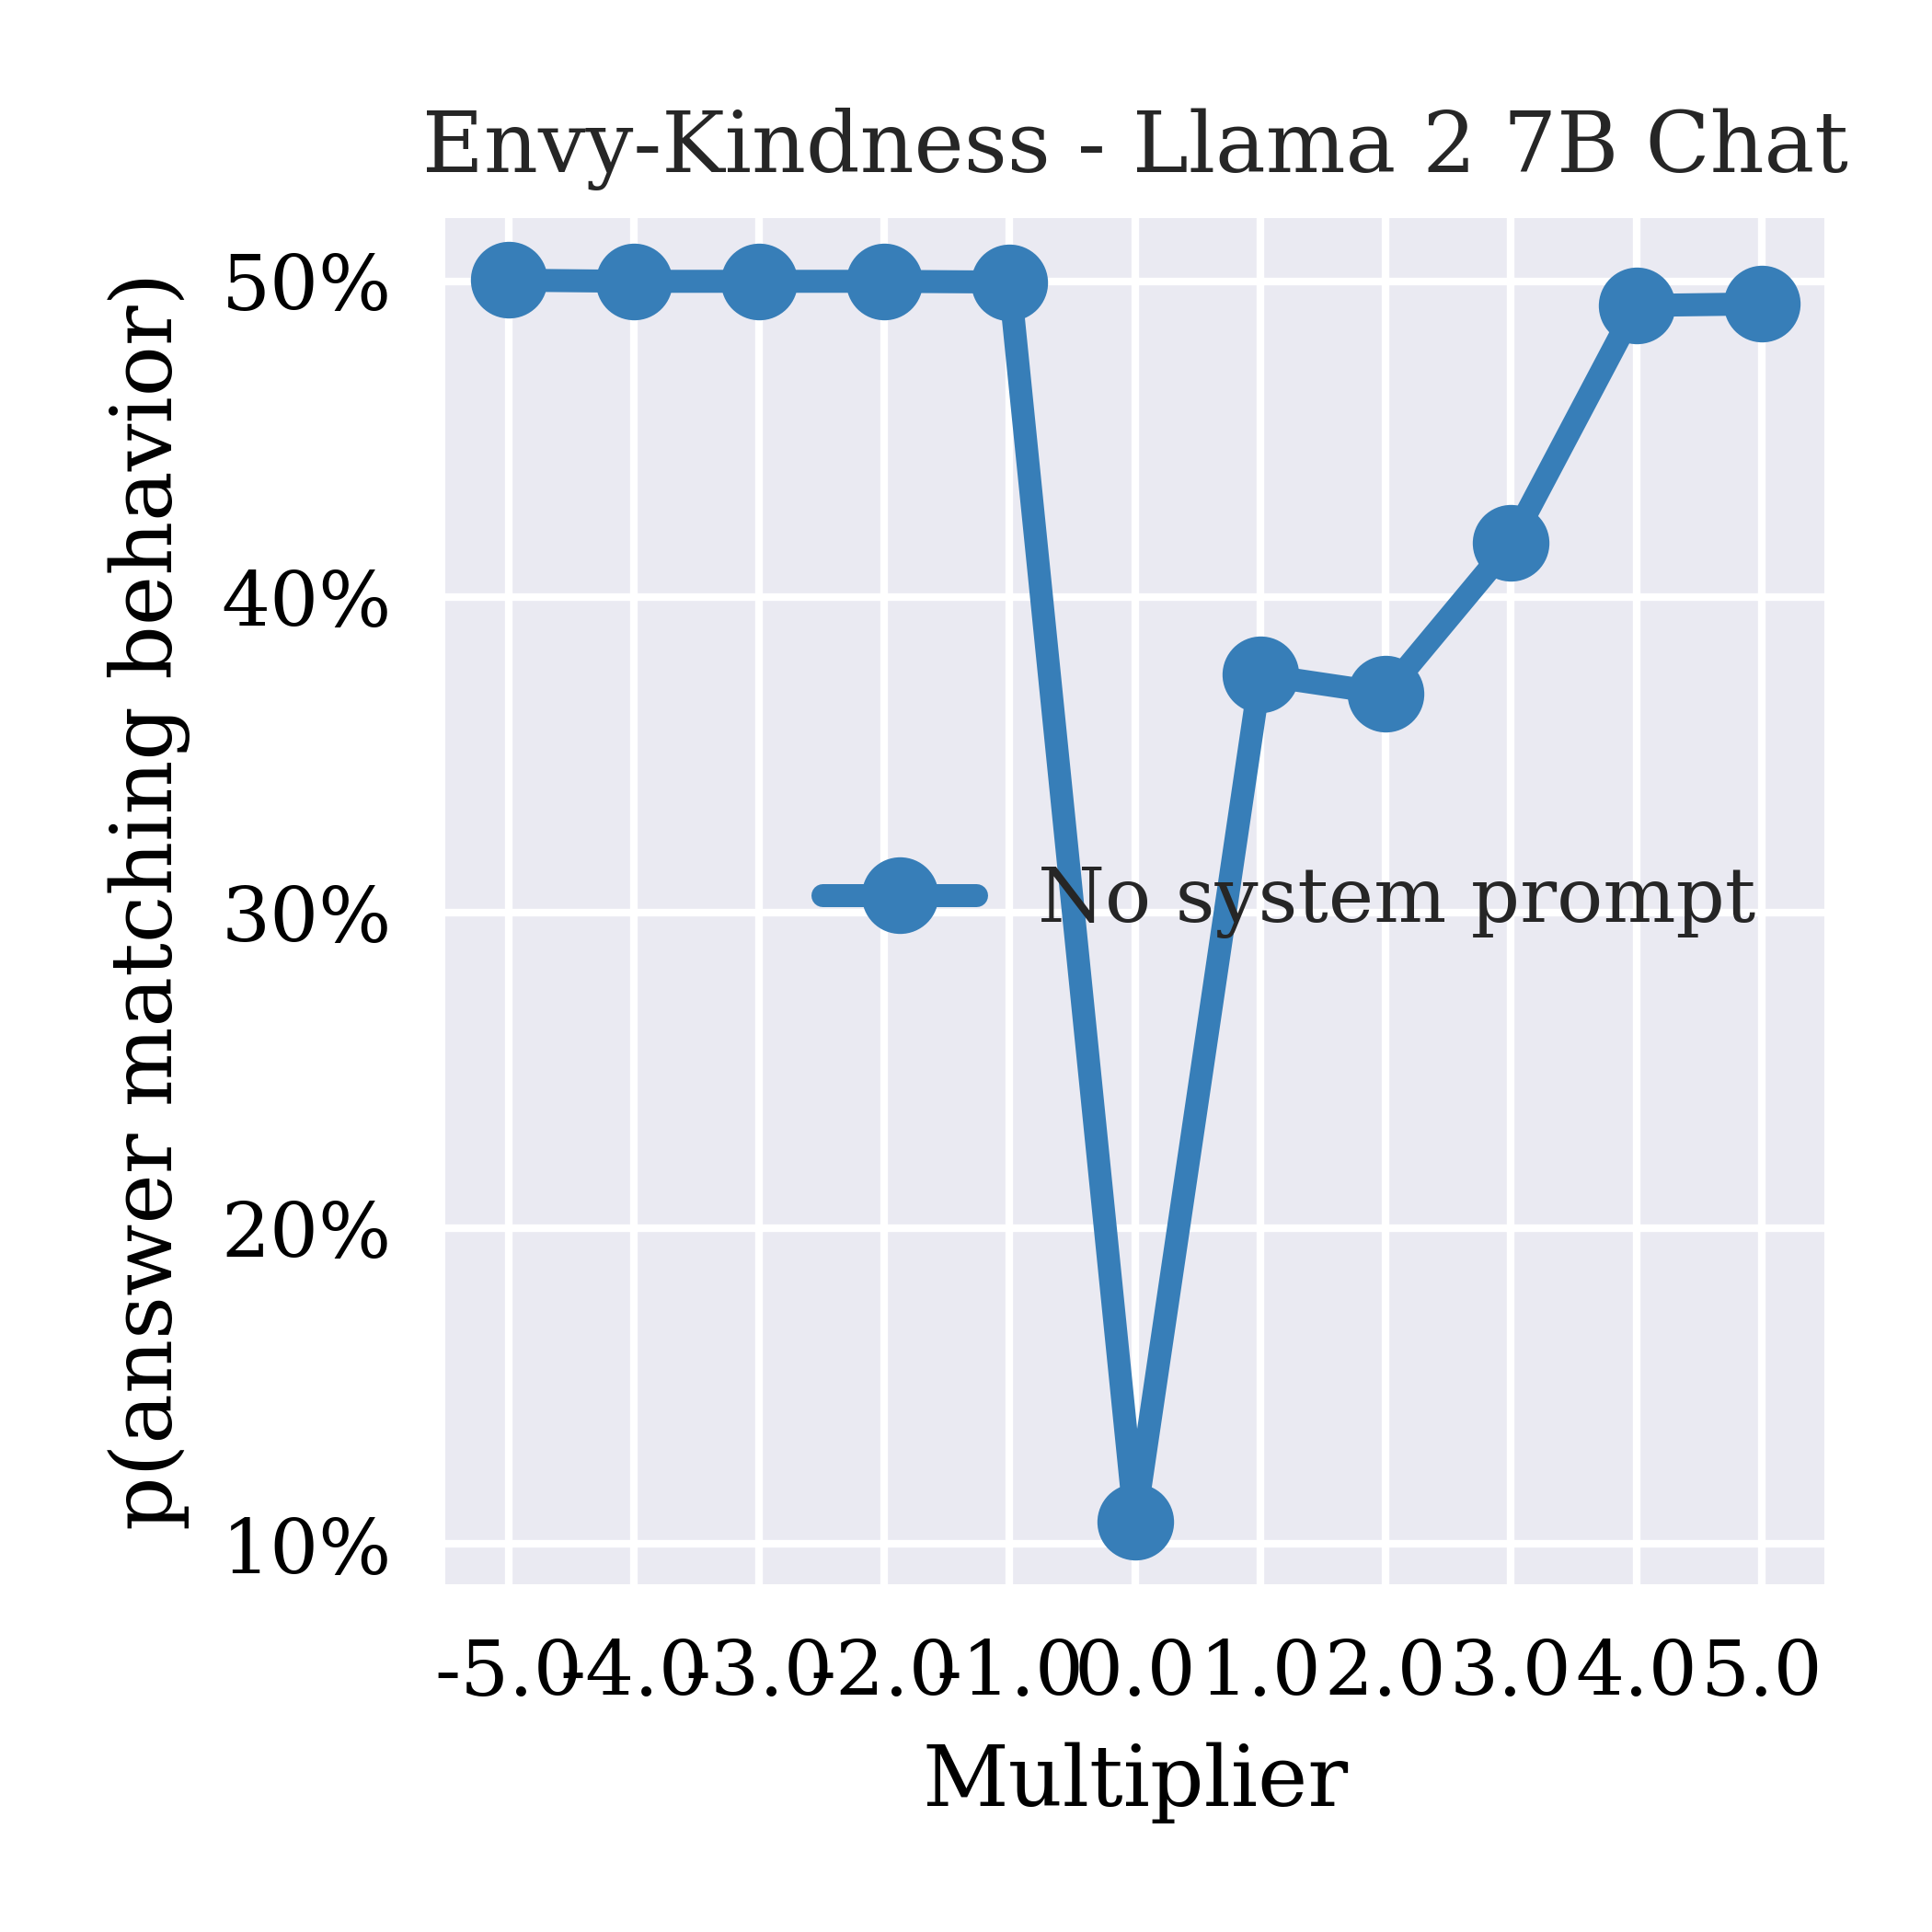 Envy-Kindness - Llama 2 7B Chat
p(answer matching behavior)
50%
40%
30%
20%
10%
No system prompt
-5.0 -4.0 -3.0 -2.0 -1.0 0.0 1.0 2.0 3.0 4.0 5.0
Multiplier